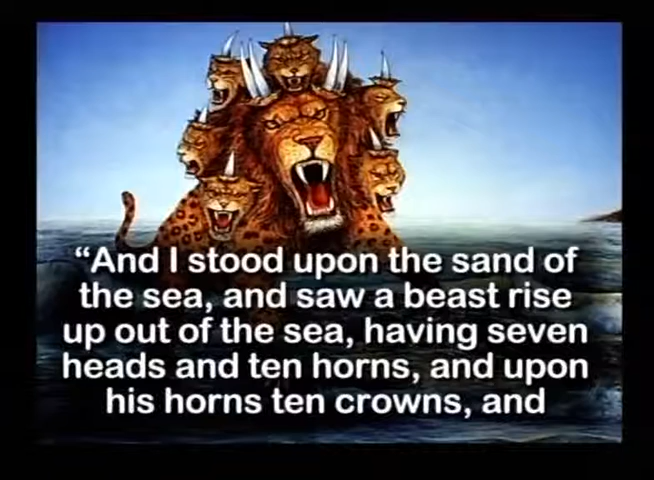 “And I stood upon the sand of
the sea, and saw a beast rise
up out of the sea, having seven
heads and ten horns, and upon
his horns ten crowns, and